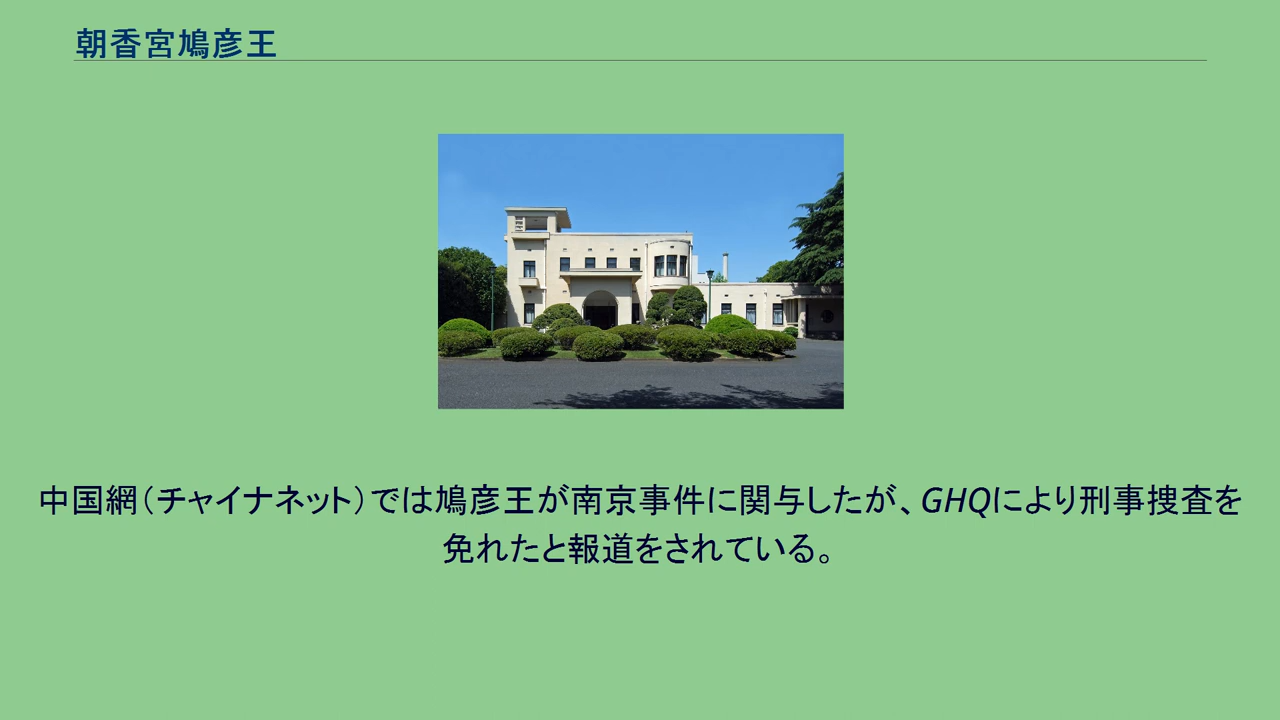 朝香宮鳩彦王
中国網（チャイナネット）では鳩彦王が南京事件に関与したが、GHQにより刑事捜査を
免れたと報道をされている。